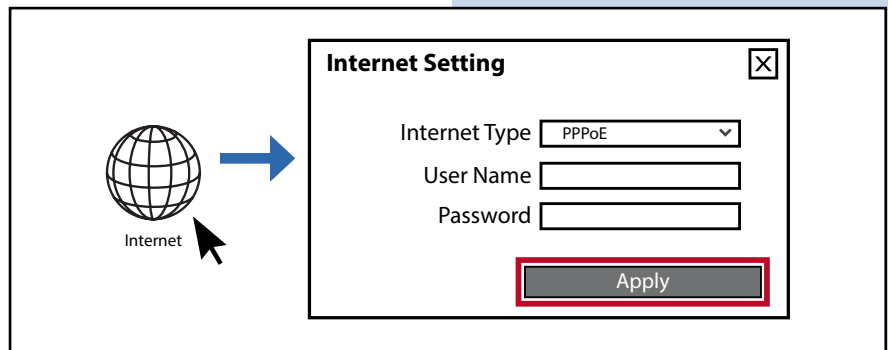 Internet Setting
Internet Type PPPoE
User Name
Password
Internet
Apply